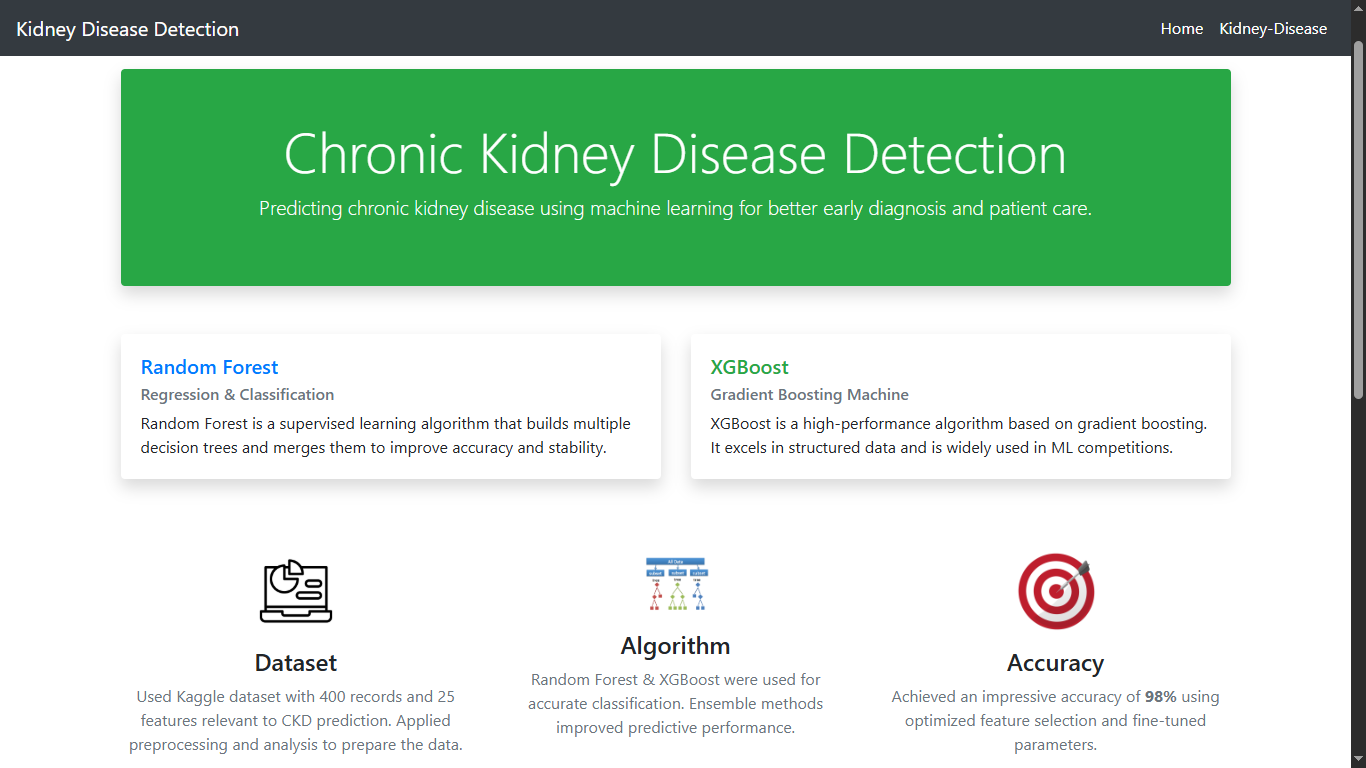 Kidney Disease Detection
Home Kidney-Disease
Chronic Kidney Disease Detection
Predicting chronic kidney disease using machine learning for better early diagnosis and patient care.
Random Forest
Regression & Classification
Random Forest is a supervised learning algorithm that builds multiple
decision trees and merges them to improve accuracy and stability.
XGBoost
Gradient Boosting Machine
XGBoost is a high-performance algorithm based on gradient boosting.
It excels in structured data and is widely used in ML competitions.
Dataset
Used Kaggle dataset with 400 records and 25
features relevant to CKD prediction. Applied
preprocessing and analysis to prepare the data.
All Data
Algorithm
Random Forest & XGBoost were used for
accurate classification. Ensemble methods
improved predictive performance.
Accuracy
Achieved an impressive accuracy of 98% using
optimized feature selection and fine-tuned
parameters.